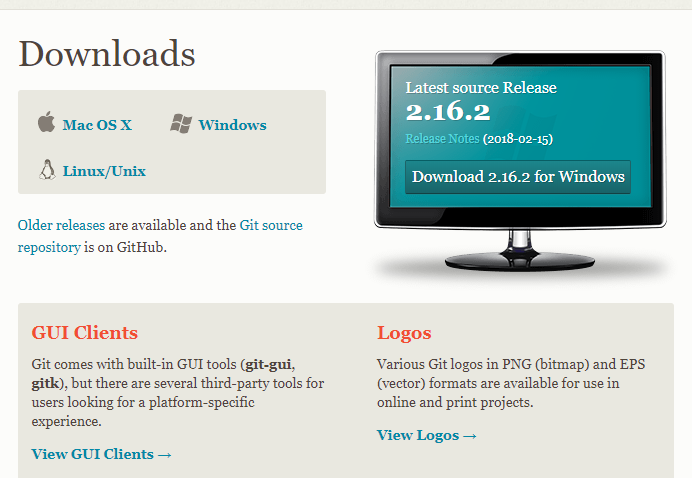 Downloads
Mac OS X
Windows
Linux/Unix
Older releases are available and the Git source
repository is on GitHub.
Latest source Release
2.16.2
Release Notes (2018-02-15)
Download 2.16.2 for Windows
GUI Clients
Git comes with built-in GUI tools (git-gui,
gitk), but there are several third-party tools for
users looking for a platform-specific
experience.
View GUI Clients →
Logos
Various Git logos in PNG (bitmap) and EPS
(vector) formats are available for use in
online and print projects.
View Logos →